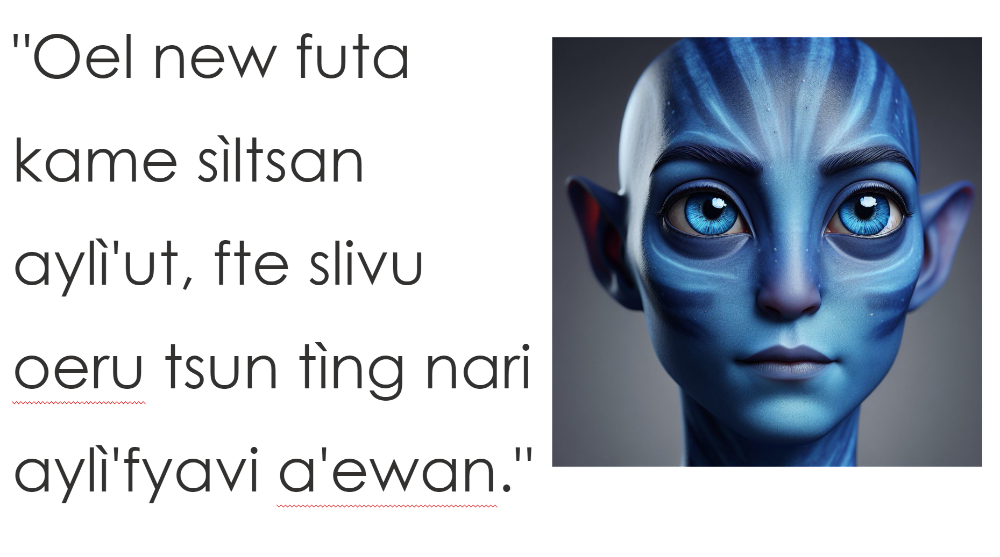 "Oel new futa
kame sìltsan
aylì'ut, fte slivu
oeru tsun tìng nari
aylì'fyavi a'ewan."